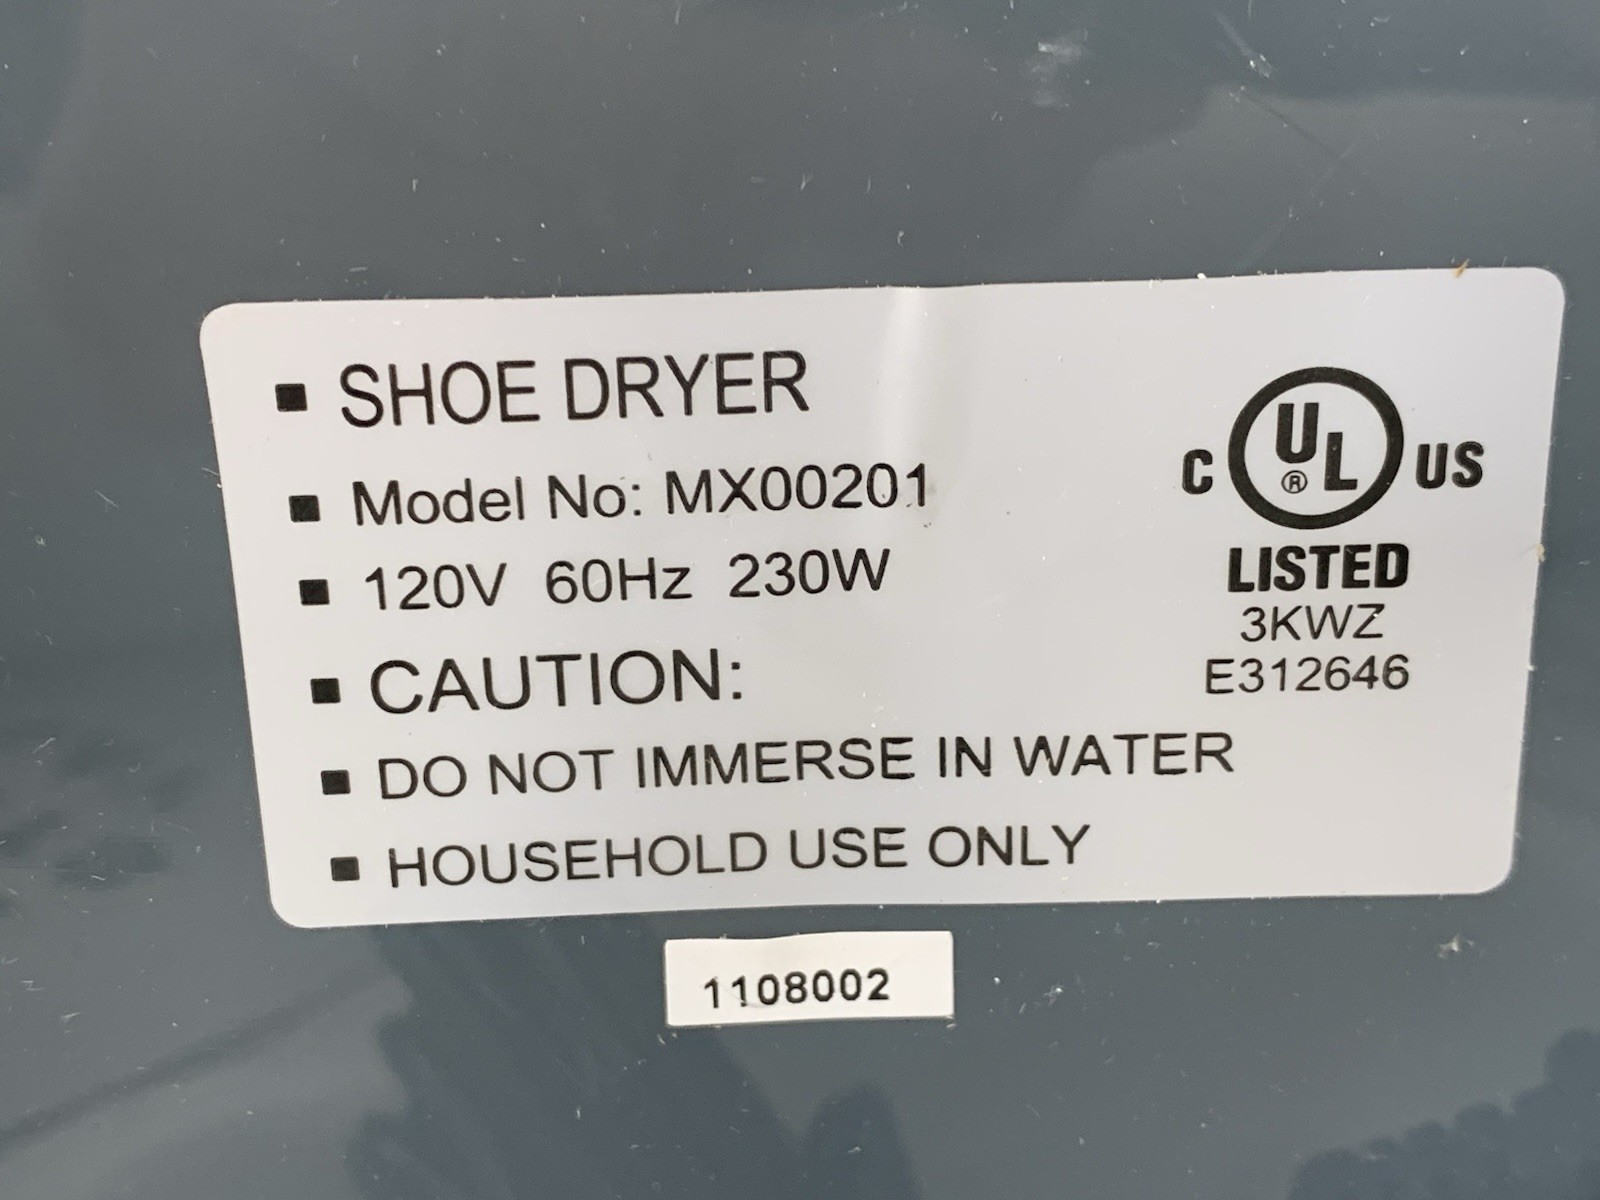 ■ SHOE DRYER
■ Model No: MX00201
■ 120V 60Hz 230W
■ CAUTION:
■ DO NOT IMMERSE IN WATER
■ HOUSEHOLD USE ONLY
C UL® US
LISTED
3KWZ
E312646
1108002